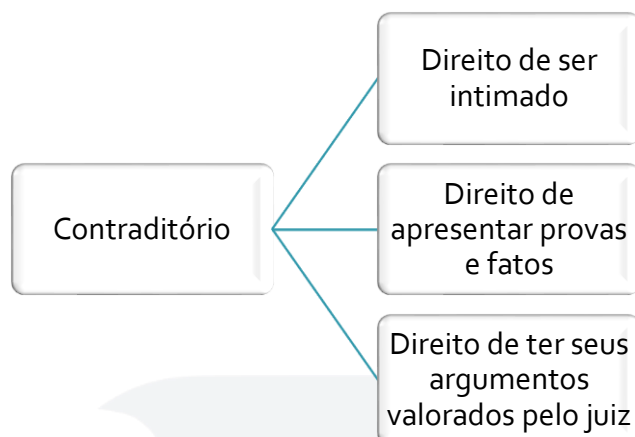 Contraditório
Direito de ser
intimado
Direito de
apresentar provas
e fatos
Direito de ter seus
argumentos
valorados pelo juiz